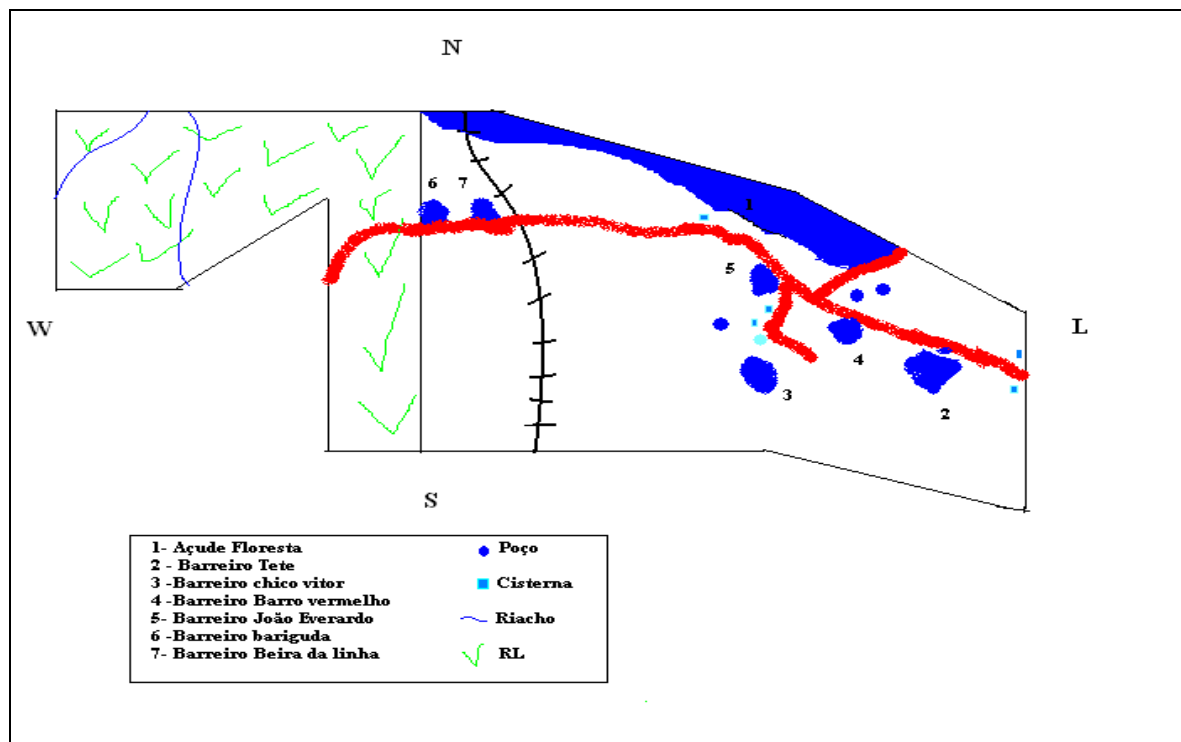 N
6 7
1
5
W
L
4
3
2
S
1- Açude Floresta
2 - Barreiro Tete
3 -Barreiro chico vitor
4 -Barreiro Barro vermelho
5- Barreiro João Everardo
6 -Barreiro bariguda
7- Barreiro Beira da linha
Poço
Cisterna
Riacho
RL